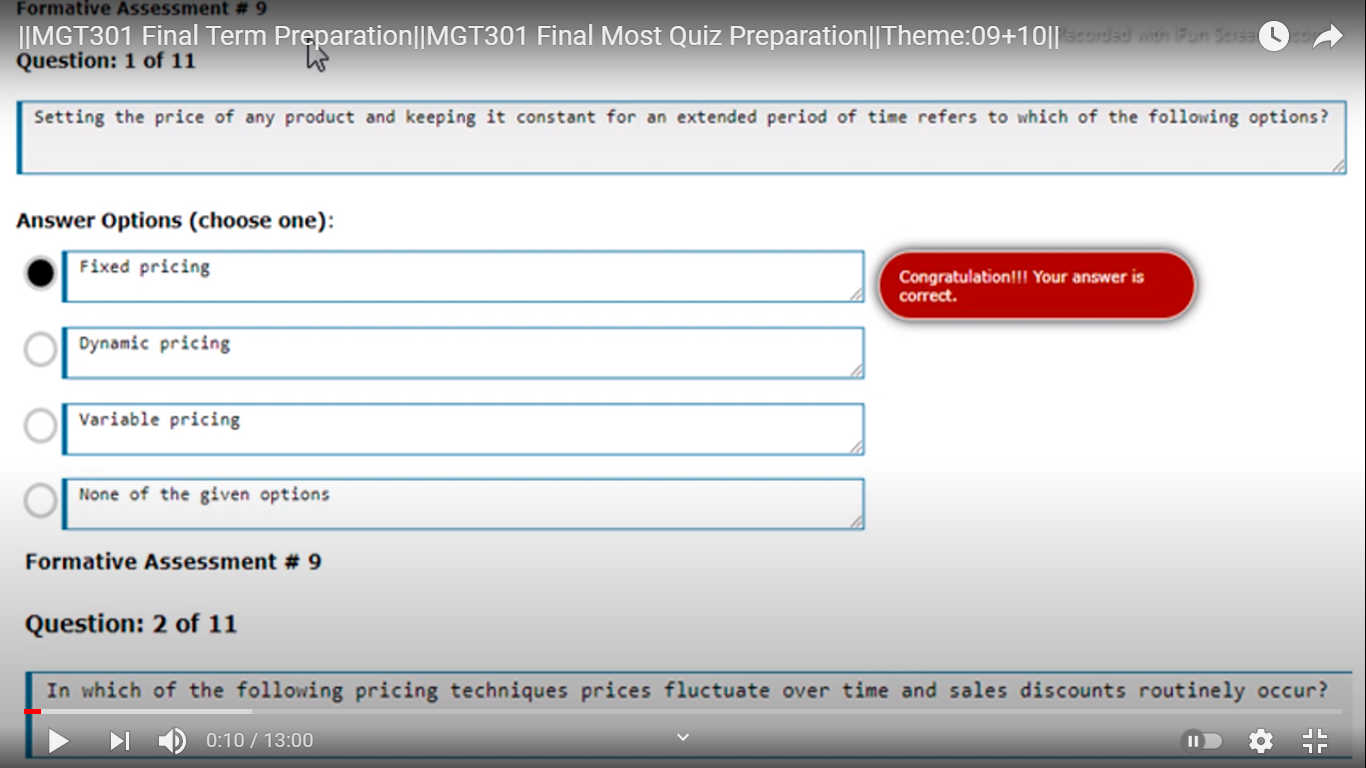 Formative Assessment # 9
||MGT301 Final Term Preparation||MGT301 Final Most Quiz Preparation||Theme:09+10||
Recorded with iFun
Question: 1 of 11
Setting the price of any product and keeping it constant for an extended period of time refers to which of the following options?
Answer Options (choose one):
Fixed pricing
Congratulation!!! Your answer is
correct.
Dynamic pricing
Variable pricing
None of the given options
Formative Assessment # 9
Question: 2 of 11
In which of the following pricing techniques prices fluctuate over time and sales discounts routinely occur?
0:10 / 13:00